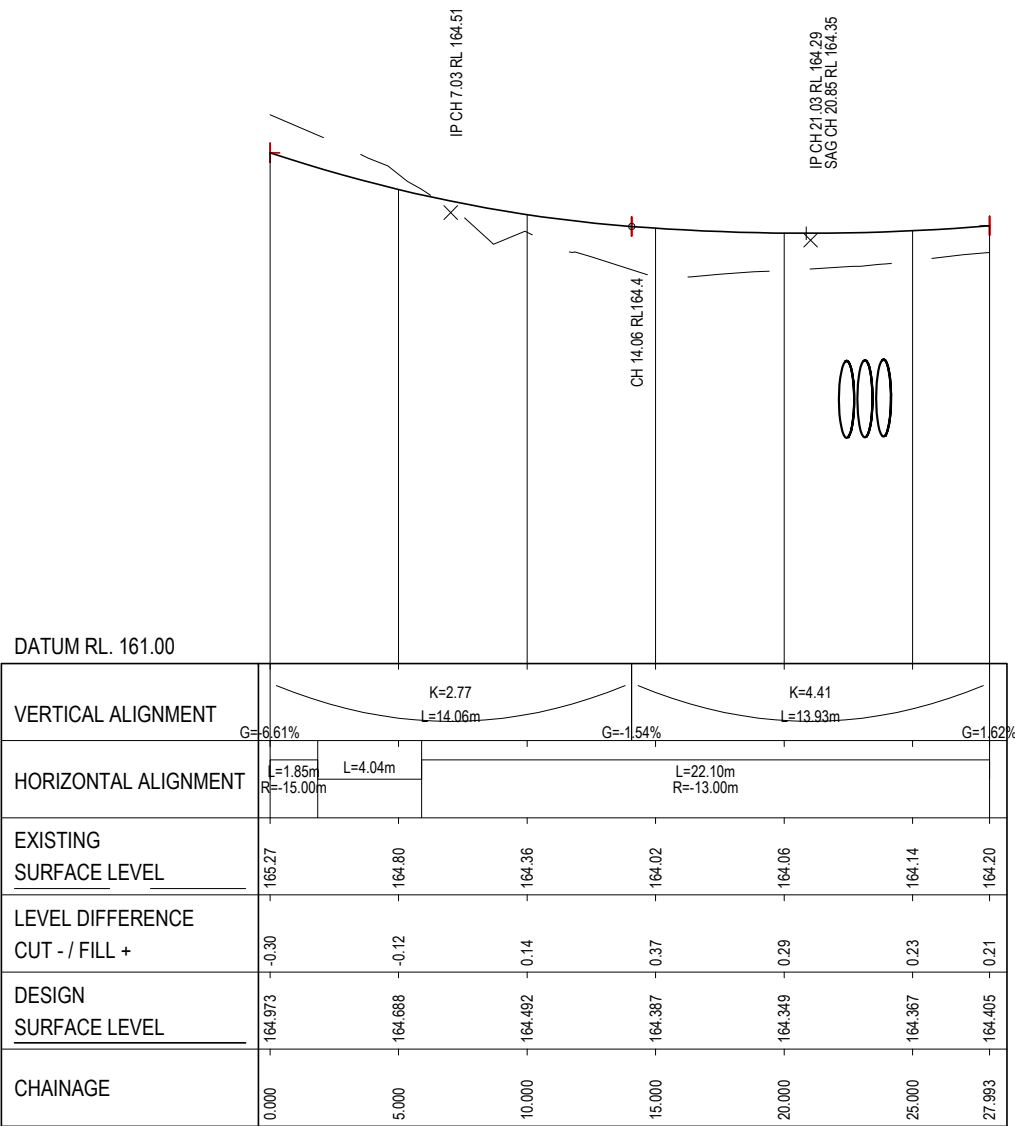 IP CH 7.03 RL 164.51
IP CH 21.03 RL 164.29
SAG CH 20.85 RL 164.35
CH 14.06 RL164.4
DATUM RL. 161.00
VERTICAL ALIGNMENT
K=2.77
L=14.06m
K=4.41
L=13.93m
G=-6.61%
G=-1.54%
G=1.62%
HORIZONTAL ALIGNMENT
L=1.85m
R=-15.00m
L=4.04m
L=22.10m
R=-13.00m
EXISTING
SURFACE LEVEL
165.27 164.80 164.36 164.02 164.06 164.14 164.20
LEVEL DIFFERENCE
CUT - / FILL +
-0.30 -0.12 0.14 0.37 0.29 0.23 0.21
DESIGN
SURFACE LEVEL
164.973 164.688 164.492 164.387 164.349 164.367 164.405
CHAINAGE
0.000 5.000 10.000 15.000 20.000 25.000 27.993